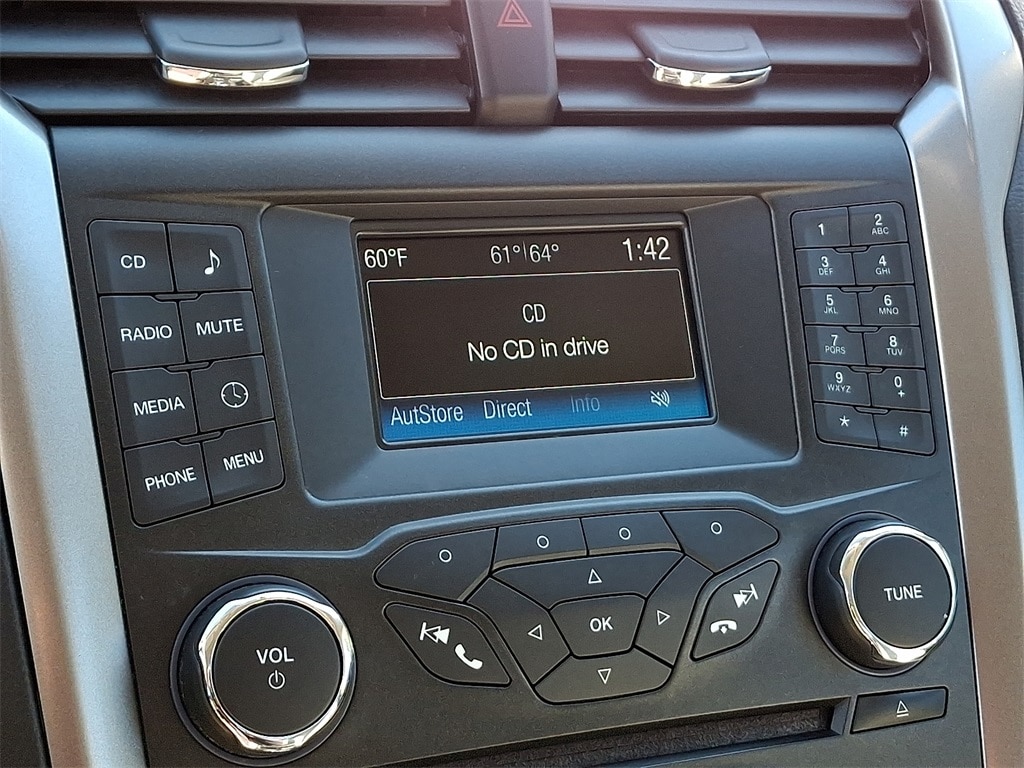 60°F 61°|64° 1:42
CD
No CD in drive
AutStore Direct Info
CD
RADIO MUTE
MEDIA
PHONE MENU
1 2 ABC
3 DEF 4 GHI
5 JKL 6 MNO
7 PQRS 8 TUV
9 WXYZ 0 +
* #
OK
VOL
TUNE